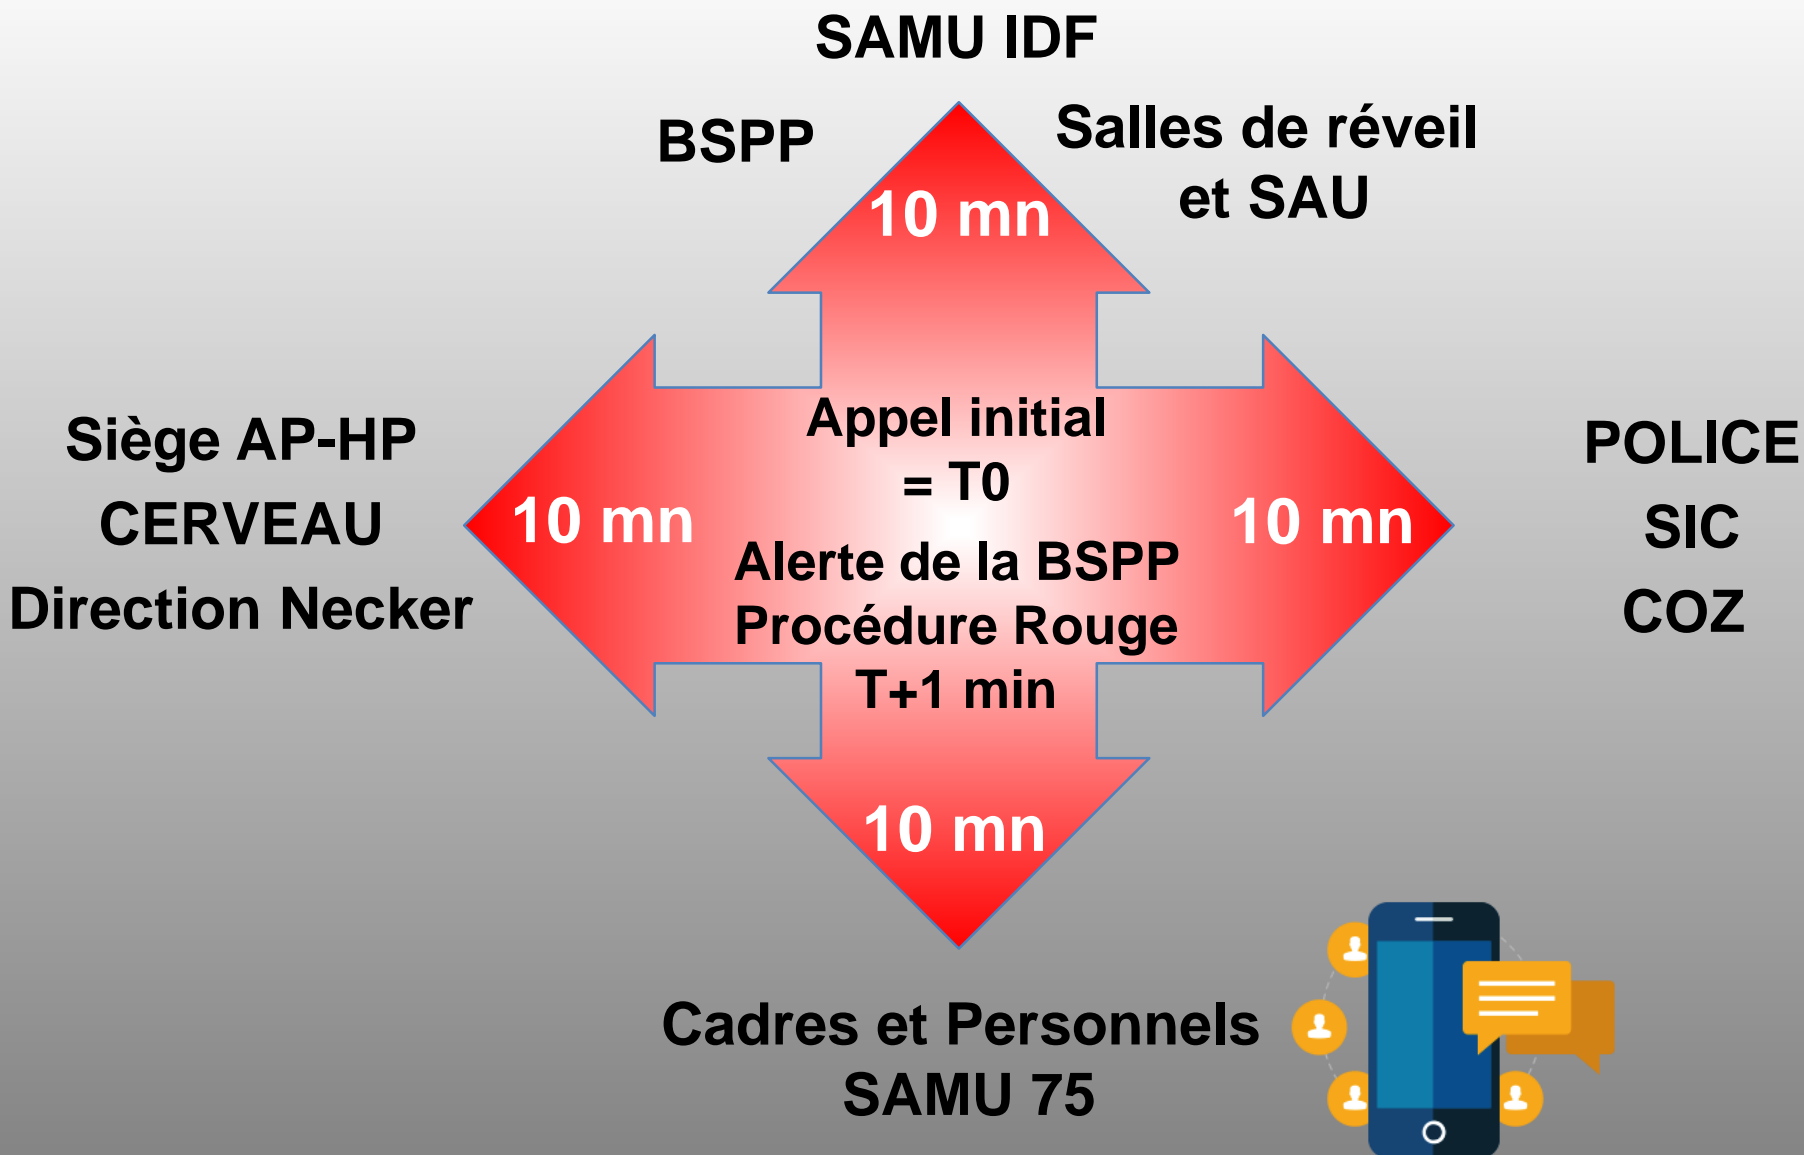 SAMU IDF
BSPP
Salles de réveil
et SAU
10 mn
Siège AP-HP
CERVEAU
Direction Necker
10 mn
Appel initial
= T0
Alerte de la BSPP
Procédure Rouge
T+1 min
10 mn
POLICE
SIC
COZ
10 mn
Cadres et Personnels
SAMU 75